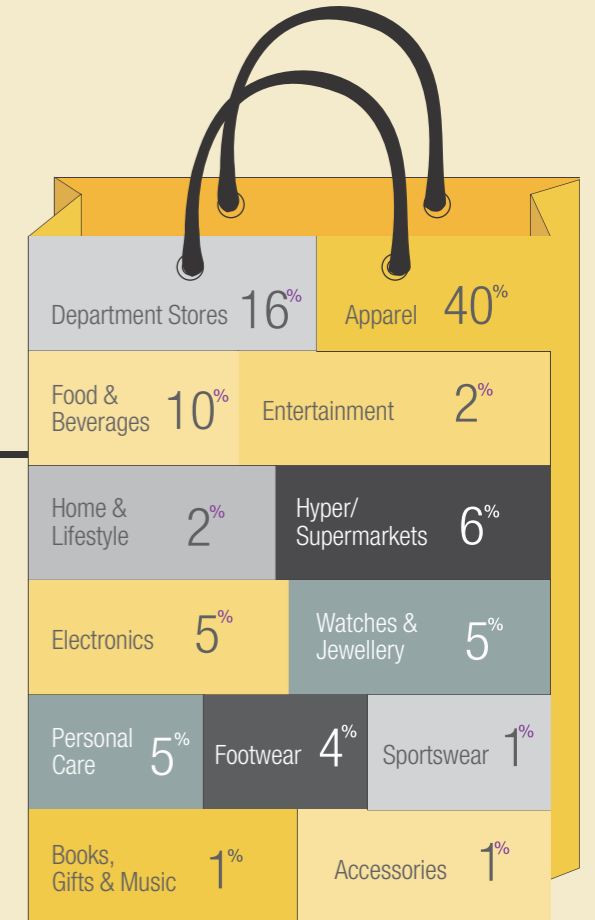 Department Stores 16%
Apparel 40%
Food &
Beverages 10%
Entertainment 2%
Home &
Lifestyle 2%
Hyper/
Supermarkets 6%
Electronics 5%
Watches &
Jewellery 5%
Personal
Care 5%
Footwear 4%
Sportswear 1%
Books,
Gifts & Music 1%
Accessories 1%